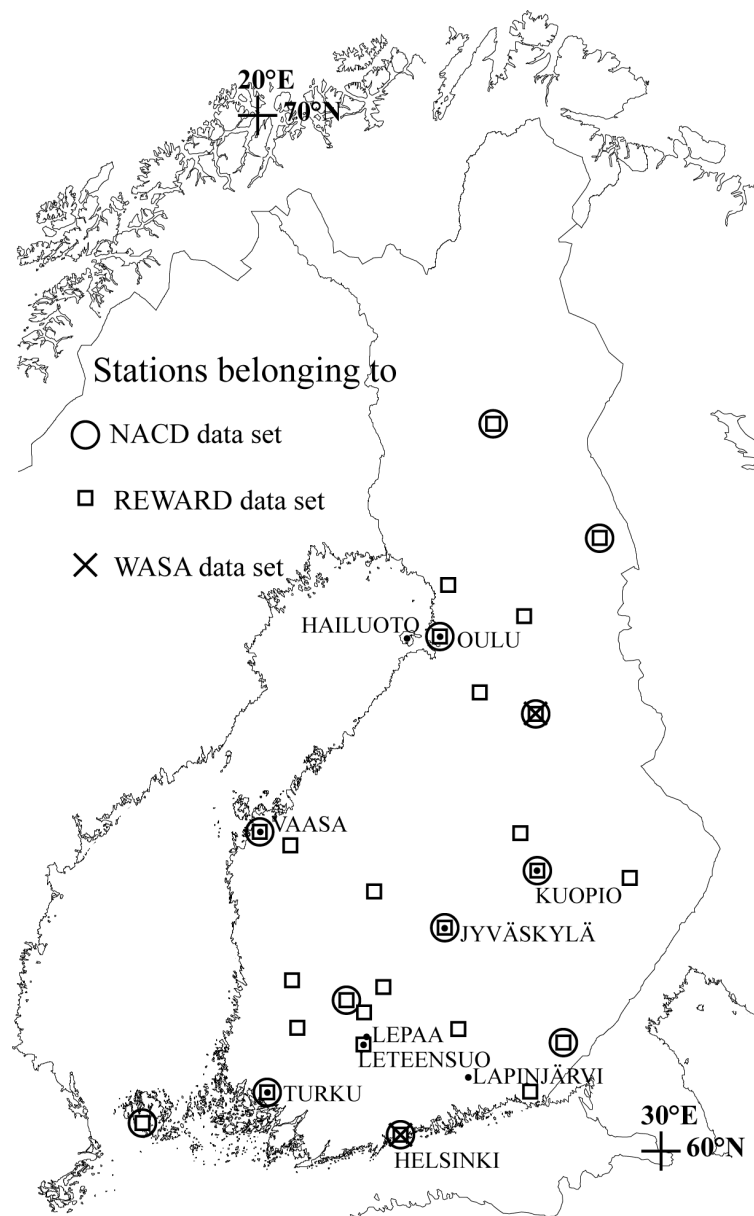 20°E
70°N
Stations belonging to
NACD data set
REWARD data set
WASA data set
HAILUOTO
OULU
VAASA
KUOPIO
JYVÄSKYLÄ
LEPAA
LETEENSUO
LAPINJÄRVI
TURKU
30°E
60°N
HELSINKI